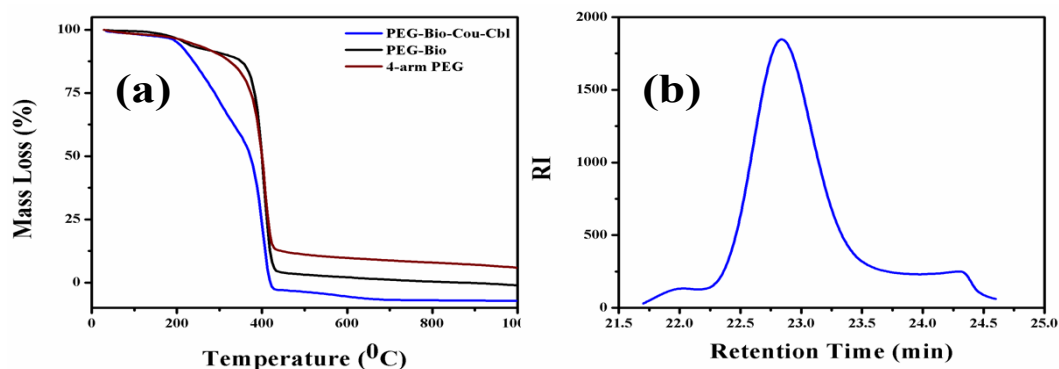 (a)
PEG-Bio-Cou-Cbl
PEG-Bio
4-arm PEG
Mass Loss (%)
100
75
50
25
0
0 200 400 600 800 100
Temperature (⁰C)
(b)
RI
2000
1500
1000
500
0
21.5 22.0 22.5 23.0 23.5 24.0 24.5 25.0
Retention Time (min)